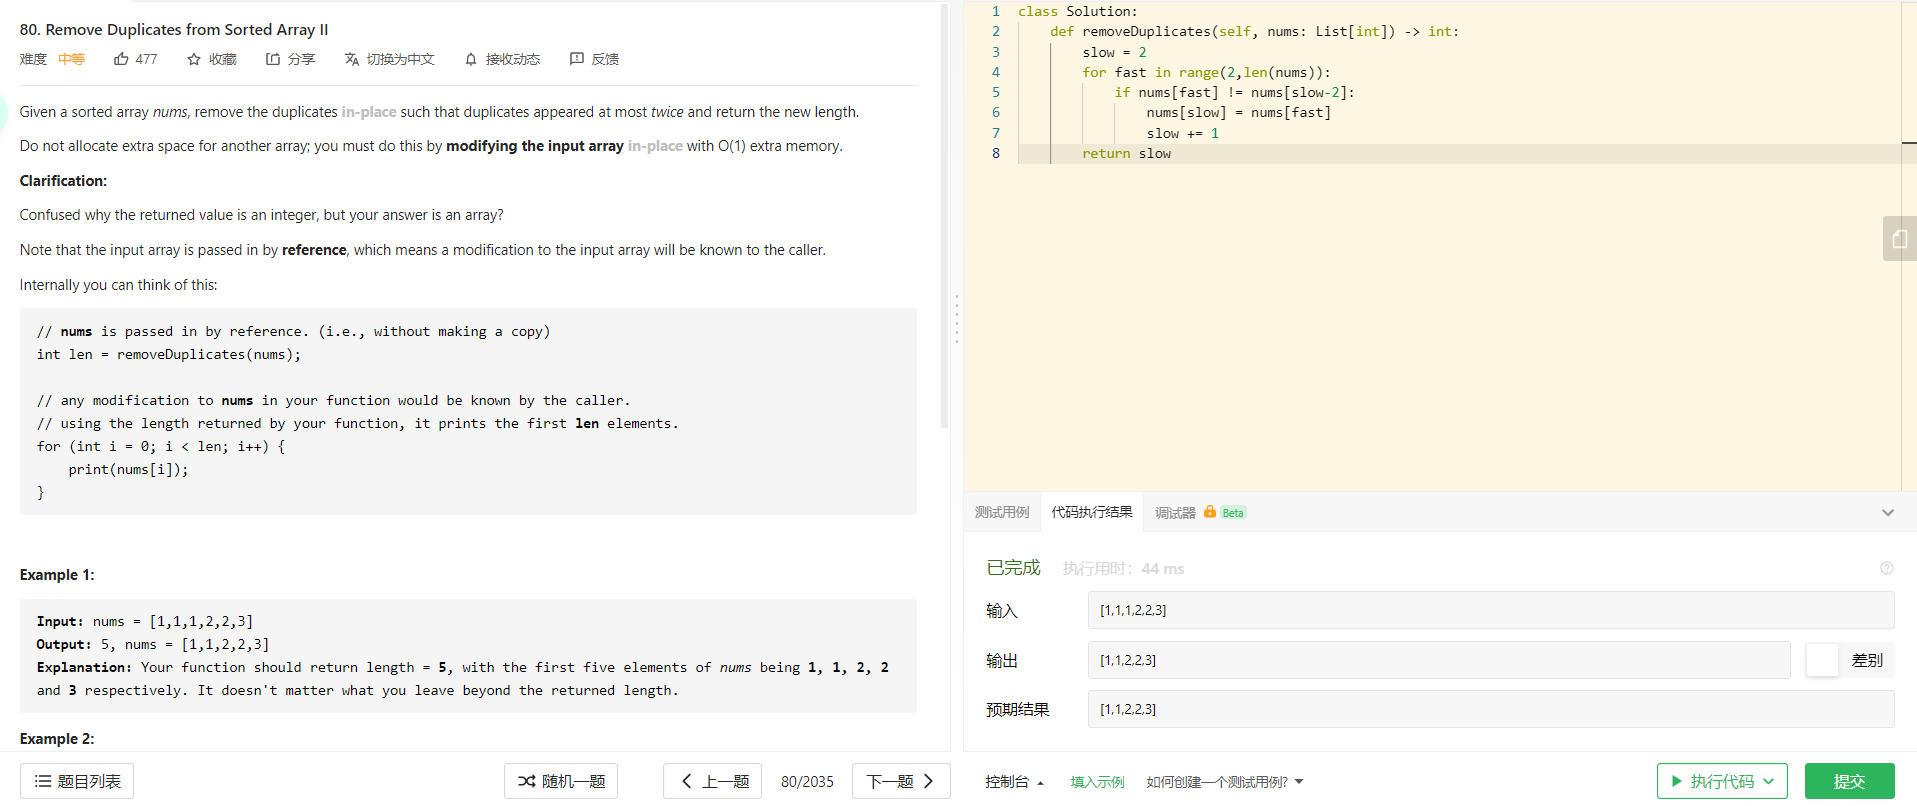 80. Remove Duplicates from Sorted Array II
难度 中等 477 收藏 分享 切换为中文 接收动态 反馈
Given a sorted array nums, remove the duplicates in-place such that duplicates appeared at most twice and return the new length.
Do not allocate extra space for another array; you must do this by modifying the input array in-place with O(1) extra memory.
Clarification:
Confused why the returned value is an integer, but your answer is an array?
Note that the input array is passed in by reference, which means a modification to the input array will be known to the caller.
Internally you can think of this:
// nums is passed in by reference. (i.e., without making a copy)
int len = removeDuplicates(nums);
// any modification to nums in your function would be known by the caller.
// using the length returned by your function, it prints the first len elements.
for (int i = 0; i < len; i++) {
    print(nums[i]);
}
Example 1:
Input: nums = [1,1,1,2,2,3]
Output: 5, nums = [1,1,2,2,3]
Explanation: Your function should return length = 5, with the first five elements of nums being 1, 1, 2, 2
and 3 respectively. It doesn't matter what you leave beyond the returned length.
Example 2:
题目列表 随机一题 上一题 80/2035 下一题
1 class Solution:
2     def removeDuplicates(self, nums: List[int]) -> int:
3         slow = 2
4         for fast in range(2,len(nums)):
5             if nums[fast] != nums[slow-2]:
6                 nums[slow] = nums[fast]
7                 slow += 1
8         return slow
测试用例 代码执行结果 调试器 Beta
已完成 执行用时: 44 ms
输入 [1,1,1,2,2,3]
输出 [1,1,2,2,3] 差别
预期结果 [1,1,2,2,3]
控制台 填入示例 如何创建一个测试用例? 执行代码 提交